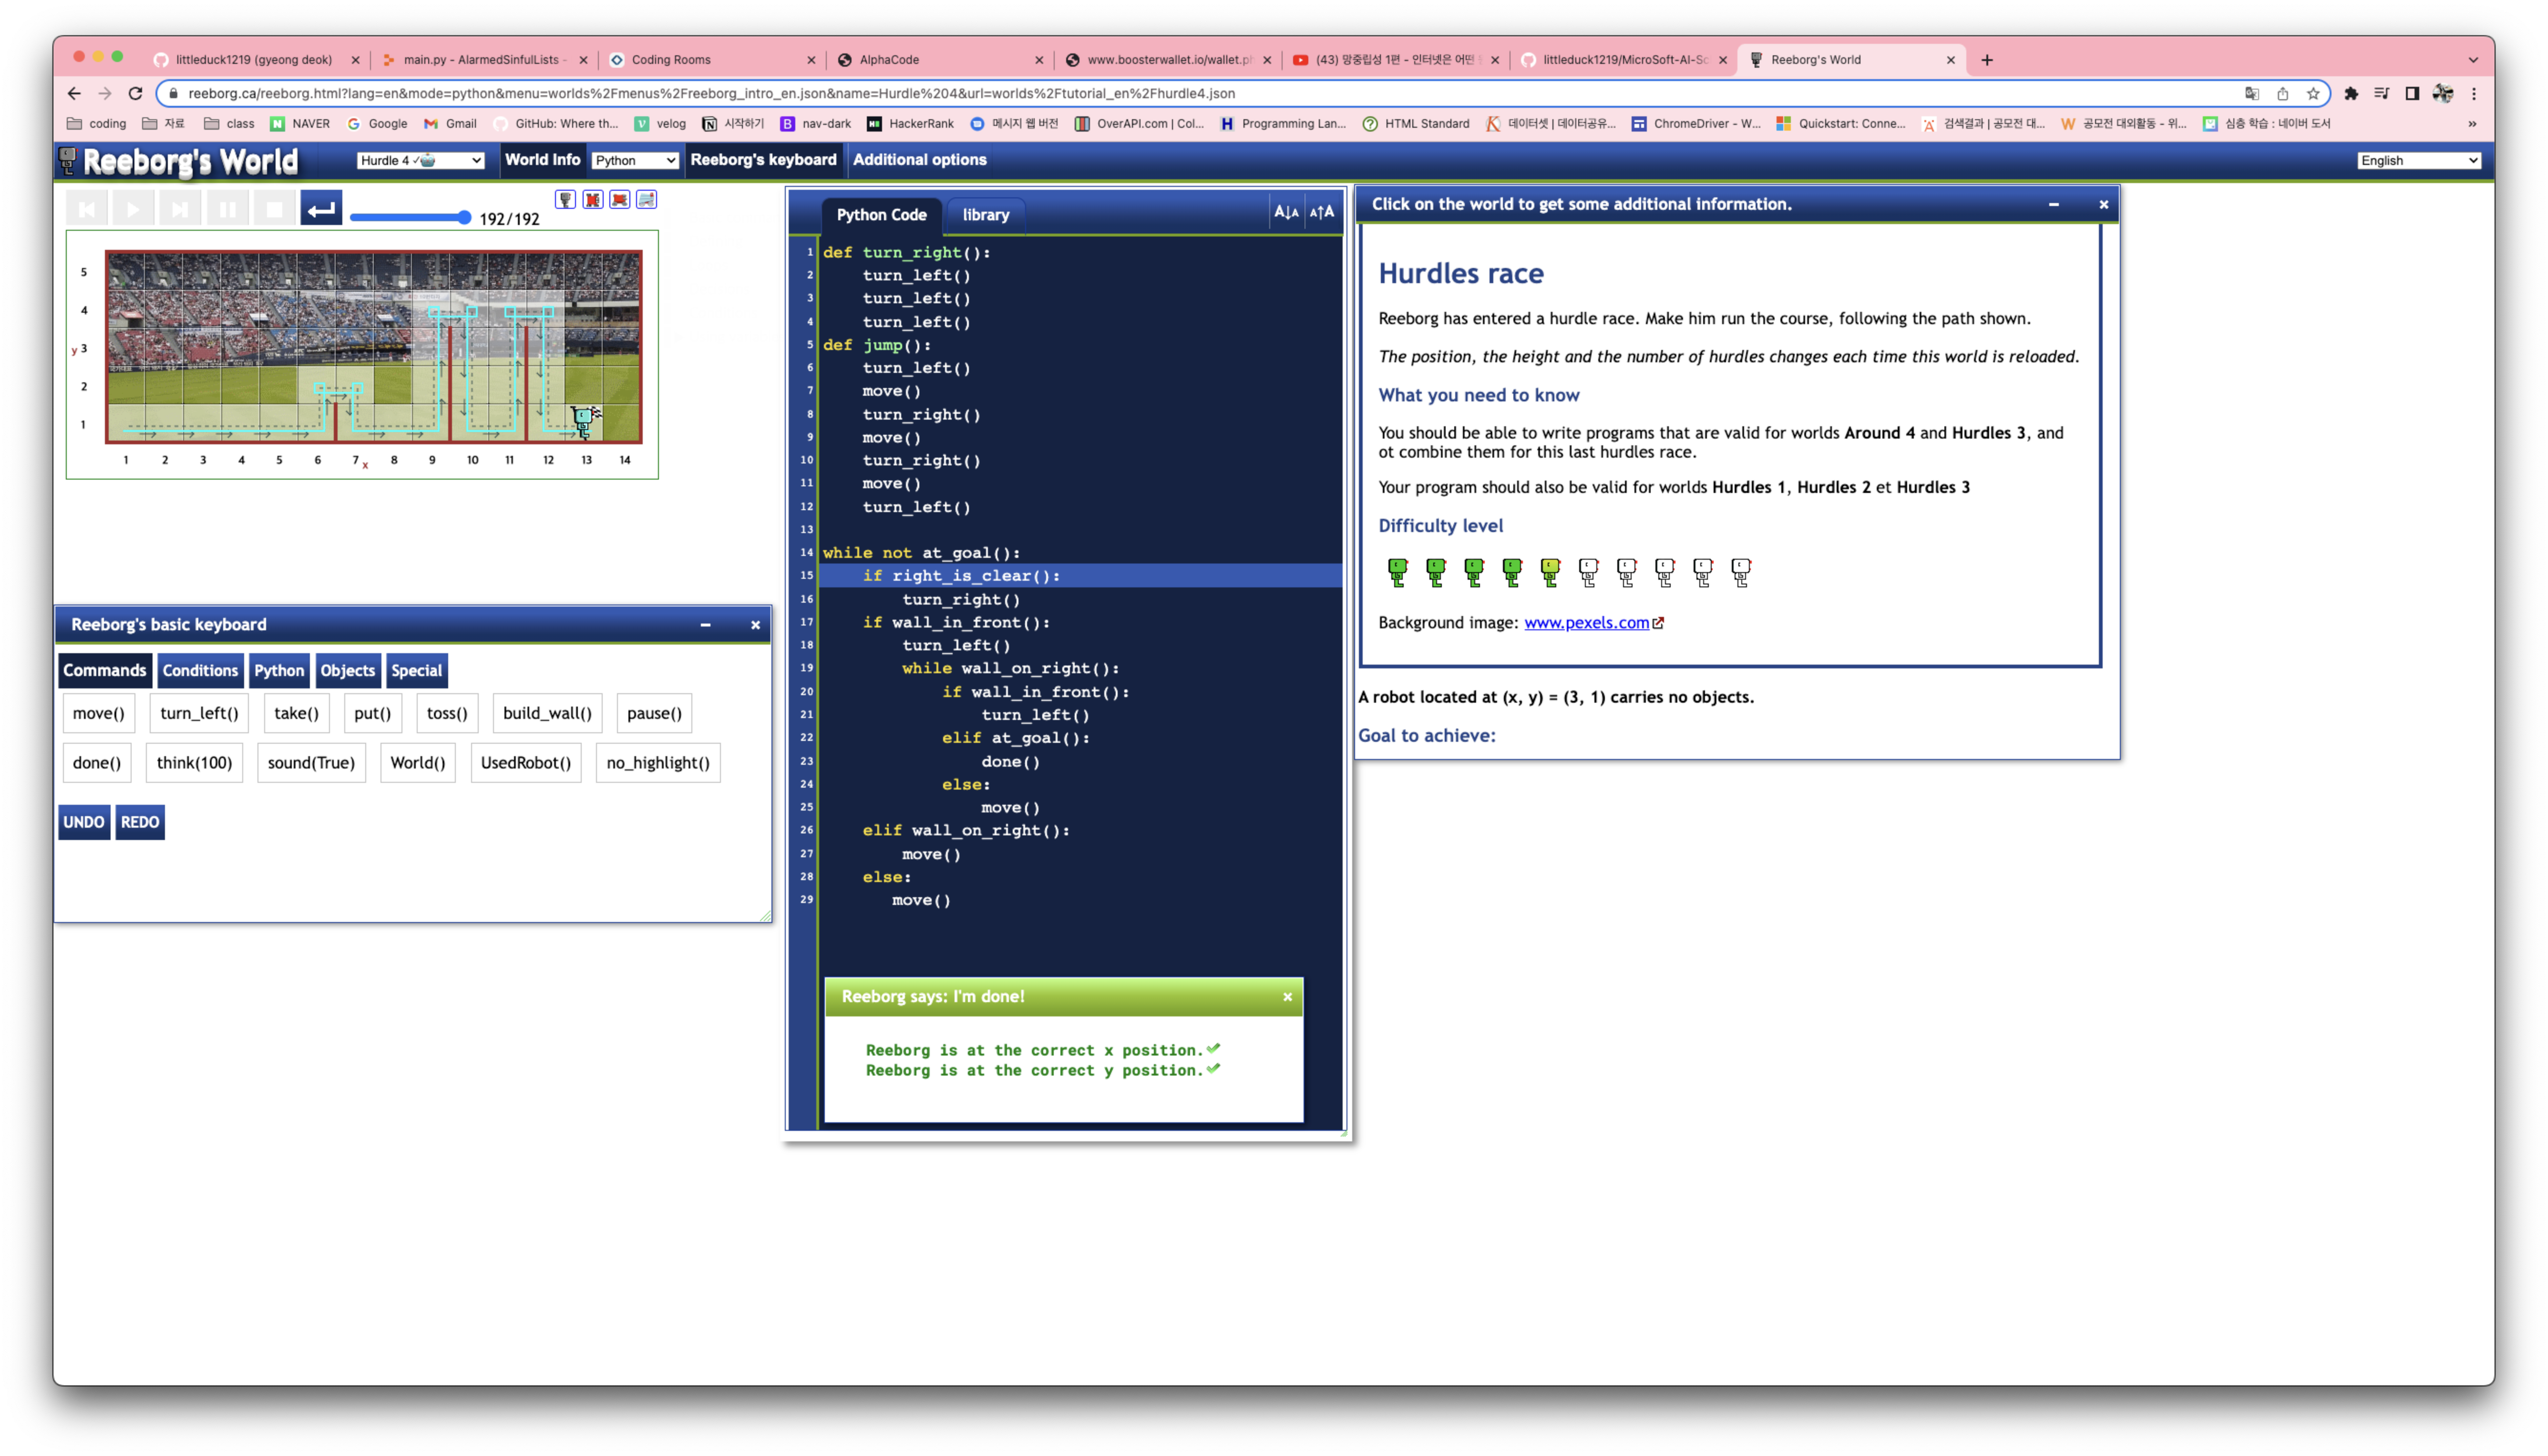 littleduck1219 (gyeong deok)
main.py - AlarmedSinfulLists -
Coding Rooms
AlphaCode
www.boosterwallet.io/wallet.ph
(43) 망중립성 1편 - 인터넷은 어떤
littleduck1219/MicroSoft-AI-Sc
Reeborg's World
reeborg.ca/reeborg.html?lang=en&mode=python&menu=worlds%2Fmenus%2Freeborg_intro_en.json&name=Hurdle%204&url=worlds%2Ftutorial_en%2Fhurdle4.json
coding
자료
class
NAVER
Google
Gmail
GitHub: Where th...
velog
시작하기
nav-dark
HackerRank
메시지 웹 버전
OverAPI.com | Col...
Programming Lan...
HTML Standard
데이터셋 | 데이터공유...
ChromeDriver - W...
Quickstart: Conne...
검색결과 | 공모전 대...
공모전 대외활동 - 위...
심층 학습 : 네이버 도서
Reeborg's World
Hurdle 4 ✓
World Info
Python
Reeborg's keyboard
Additional options
English
192/192
5
4
y 3
2
1
1 2 3 4 5 6 7 x 8 9 10 11 12 13 14
Reeborg's basic keyboard
Commands Conditions Python Objects Special
move() turn_left() take() put() toss() build_wall() pause()
done() think(100) sound(True) World() UsedRobot() no_highlight()
UNDO REDO
Python Code library
1 def turn_right():
2     turn_left()
3     turn_left()
4     turn_left()
5 def jump():
6     turn_left()
7     move()
8     turn_right()
9     move()
10     turn_right()
11     move()
12     turn_left()
13
14 while not at_goal():
15     if right_is_clear():
16         turn_right()
17     if wall_in_front():
18         turn_left()
19         while wall_on_right():
20             if wall_in_front():
21                 turn_left()
22             elif at_goal():
23                 done()
24             else:
25                 move()
26     elif wall_on_right():
27         move()
28     else:
29        move()
Reeborg says: I'm done!
Reeborg is at the correct x position.
Reeborg is at the correct y position.
Click on the world to get some additional information.
Hurdles race
Reeborg has entered a hurdle race. Make him run the course, following the path shown.
The position, the height and the number of hurdles changes each time this world is reloaded.
What you need to know
You should be able to write programs that are valid for worlds Around 4 and Hurdles 3, and
ot combine them for this last hurdles race.
Your program should also be valid for worlds Hurdles 1, Hurdles 2 et Hurdles 3
Difficulty level
Background image: www.pexels.com
A robot located at (x, y) = (3, 1) carries no objects.
Goal to achieve: